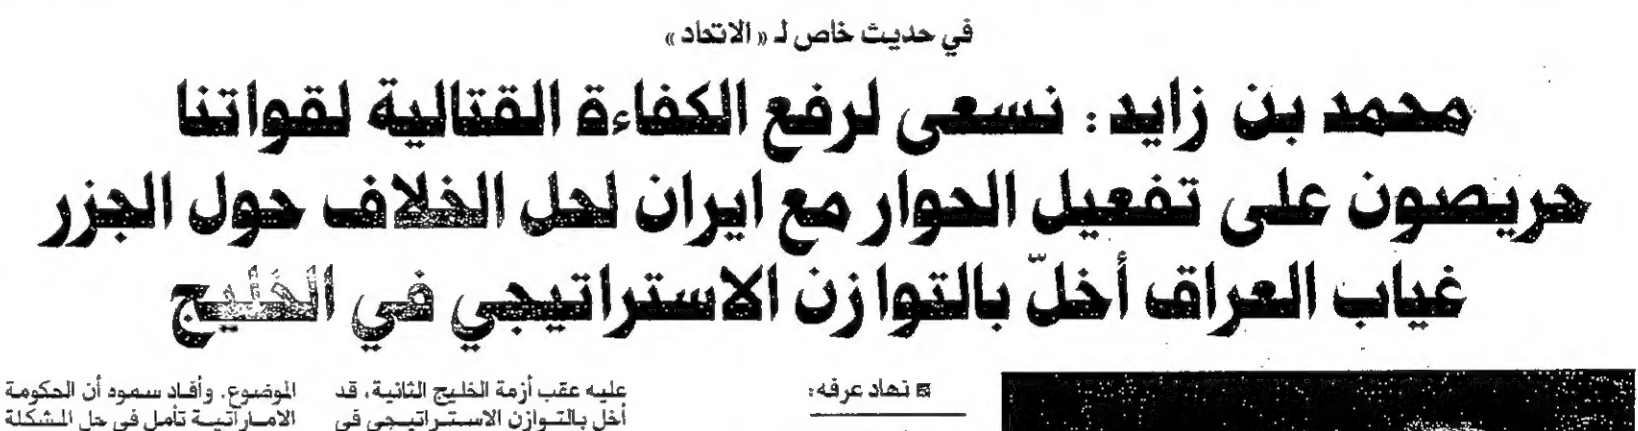 في حديث خاص لـ «الاتحاد»
محمد بن زايد: نسعى لرفع الكفاءة القتالية لقواتنا
حريصون على تفعيل الحوار مع ايران لحل الخلاف حول الجزر
غياب العراق أخلّ بالتوازن الاستراتيجي في الخليج
نهاد عرفه:
عليه عقب أزمة الخليج الثانية، قد
أخل بالتوازن الاستراتيجي في
الموضوع. وأفاد سموه أن الحكومة
الاماراتية تأمل في حل المشكلة